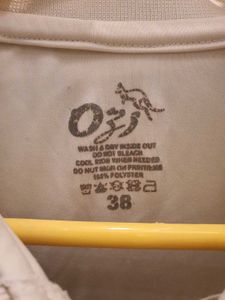 Ozi
WASH & DRY INSIDE OUT
DO NOT BLEACH
COOL IRON WHEN NEEDED
DO NOT IRON ON PRINTING
100% POLYSTER
38